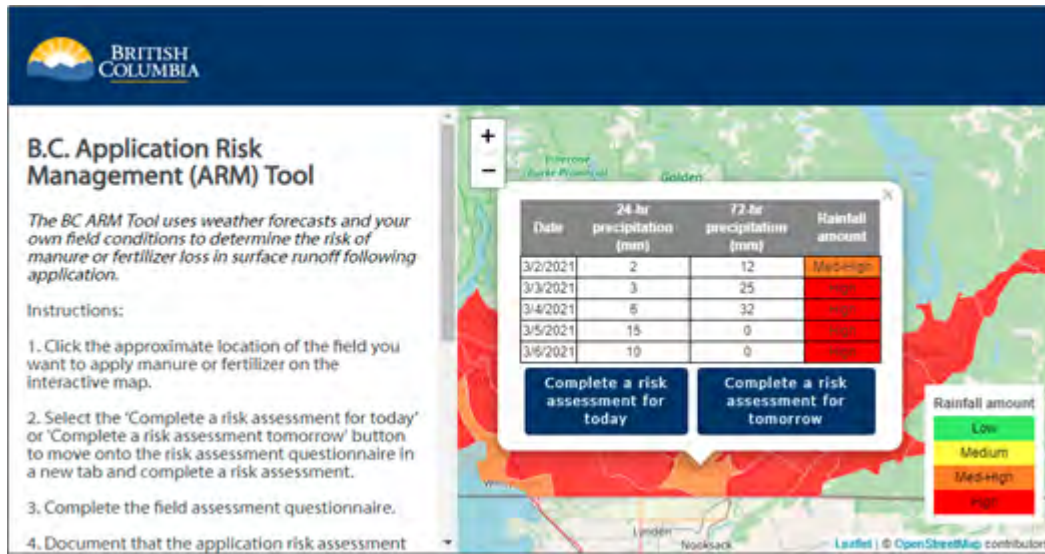 BRITISH
COLUMBIA
B.C. Application Risk
Management (ARM) Tool
The BC ARM Tool uses weather forecasts and your
own field conditions to determine the risk of
manure or fertilizer loss in surface runoff following
application.
Instructions:
1. Click the approximate location of the field you
want to apply manure or fertilizer on the
interactive map.
2. Select the 'Complete a risk assessment for today'
or 'Complete a risk assessment tomorrow' button
to move onto the risk assessment questionnaire in
a new tab and complete a risk assessment.
3. Complete the field assessment questionnaire.
4. Document that the application risk assessment
+
−
Golden
×
Date 24-hr precipitation (mm) 72-hr precipitation (mm) Rainfall amount
3/2/2021 2 12 Med-High
3/3/2021 3 25 High
3/4/2021 6 32 High
3/5/2021 15 0 High
3/6/2021 10 0 High
Complete a risk assessment for today
Complete a risk assessment for tomorrow
Rainfall amount
Low
Medium
Med-High
High
Lynden
Nooksack
Leaflet | © OpenStreetMap contributors